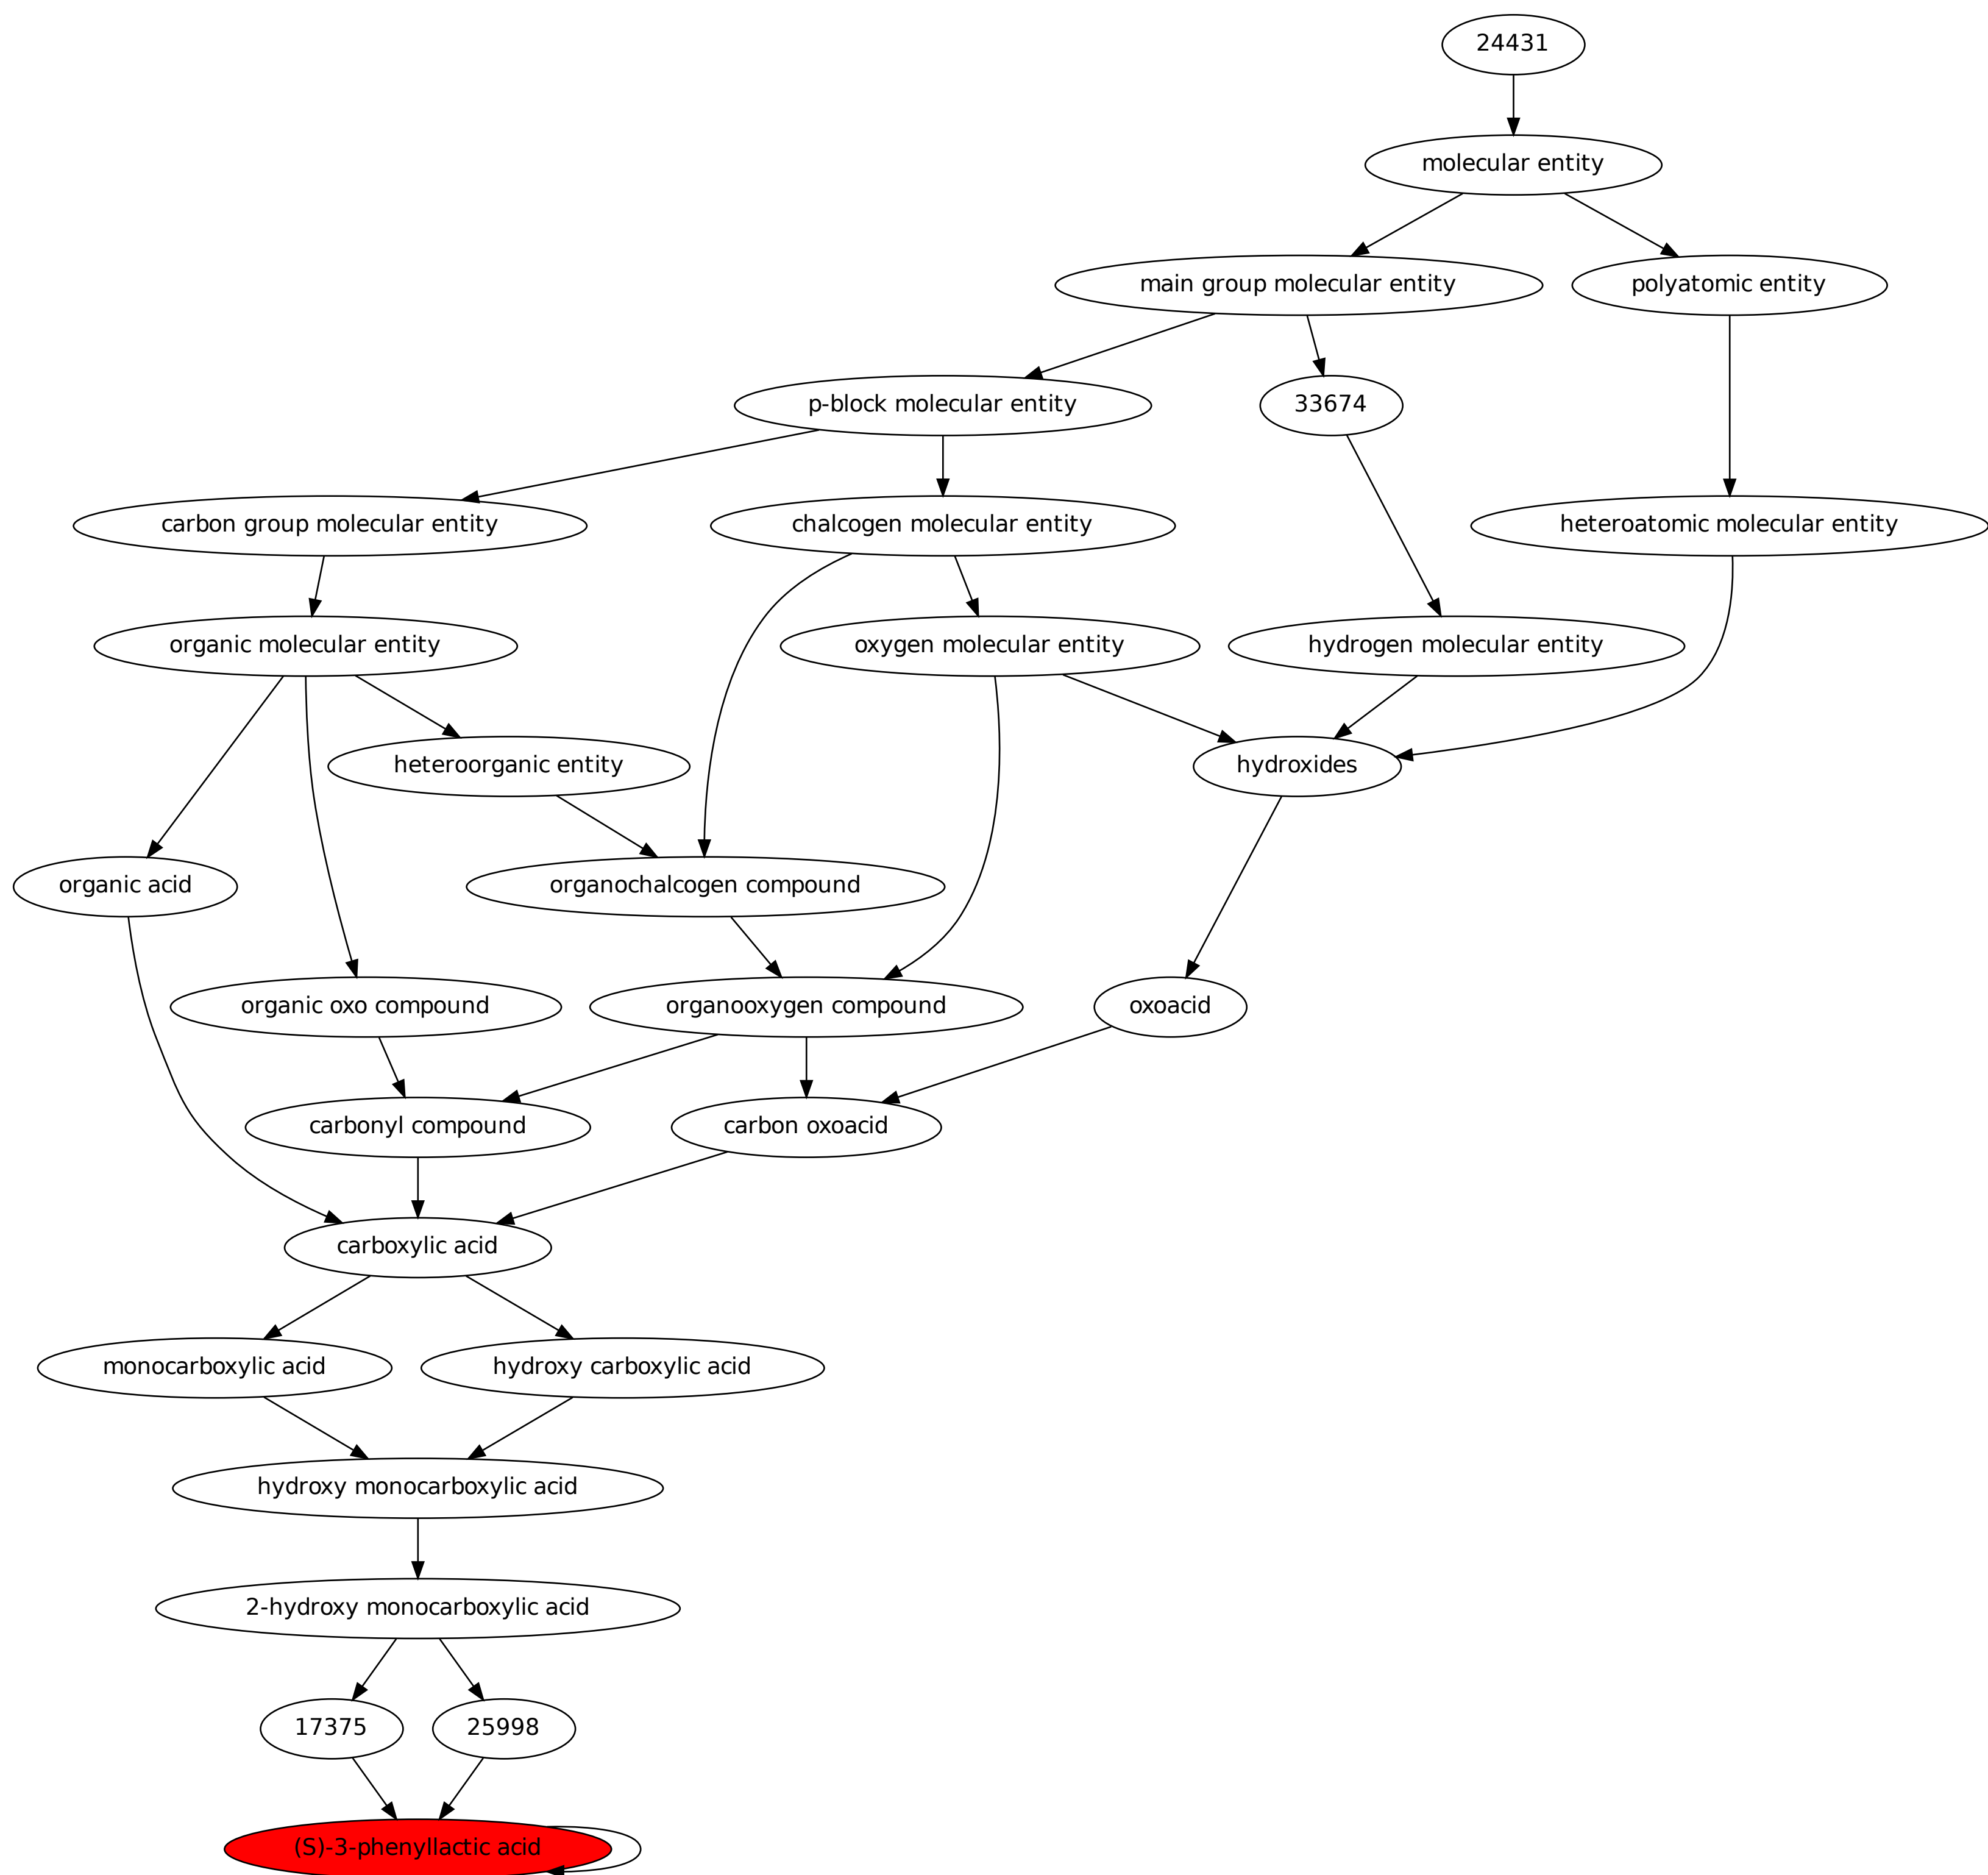 24431
molecular entity
main group molecular entity
polyatomic entity
p-block molecular entity
33674
carbon group molecular entity
chalcogen molecular entity
heteroatomic molecular entity
organic molecular entity
oxygen molecular entity
hydrogen molecular entity
heteroorganic entity
hydroxides
organic acid
organochalcogen compound
organic oxo compound
organooxygen compound
oxoacid
carbonyl compound
carbon oxoacid
carboxylic acid
monocarboxylic acid
hydroxy carboxylic acid
hydroxy monocarboxylic acid
2-hydroxy monocarboxylic acid
17375
25998
(S)-3-phenyllactic acid